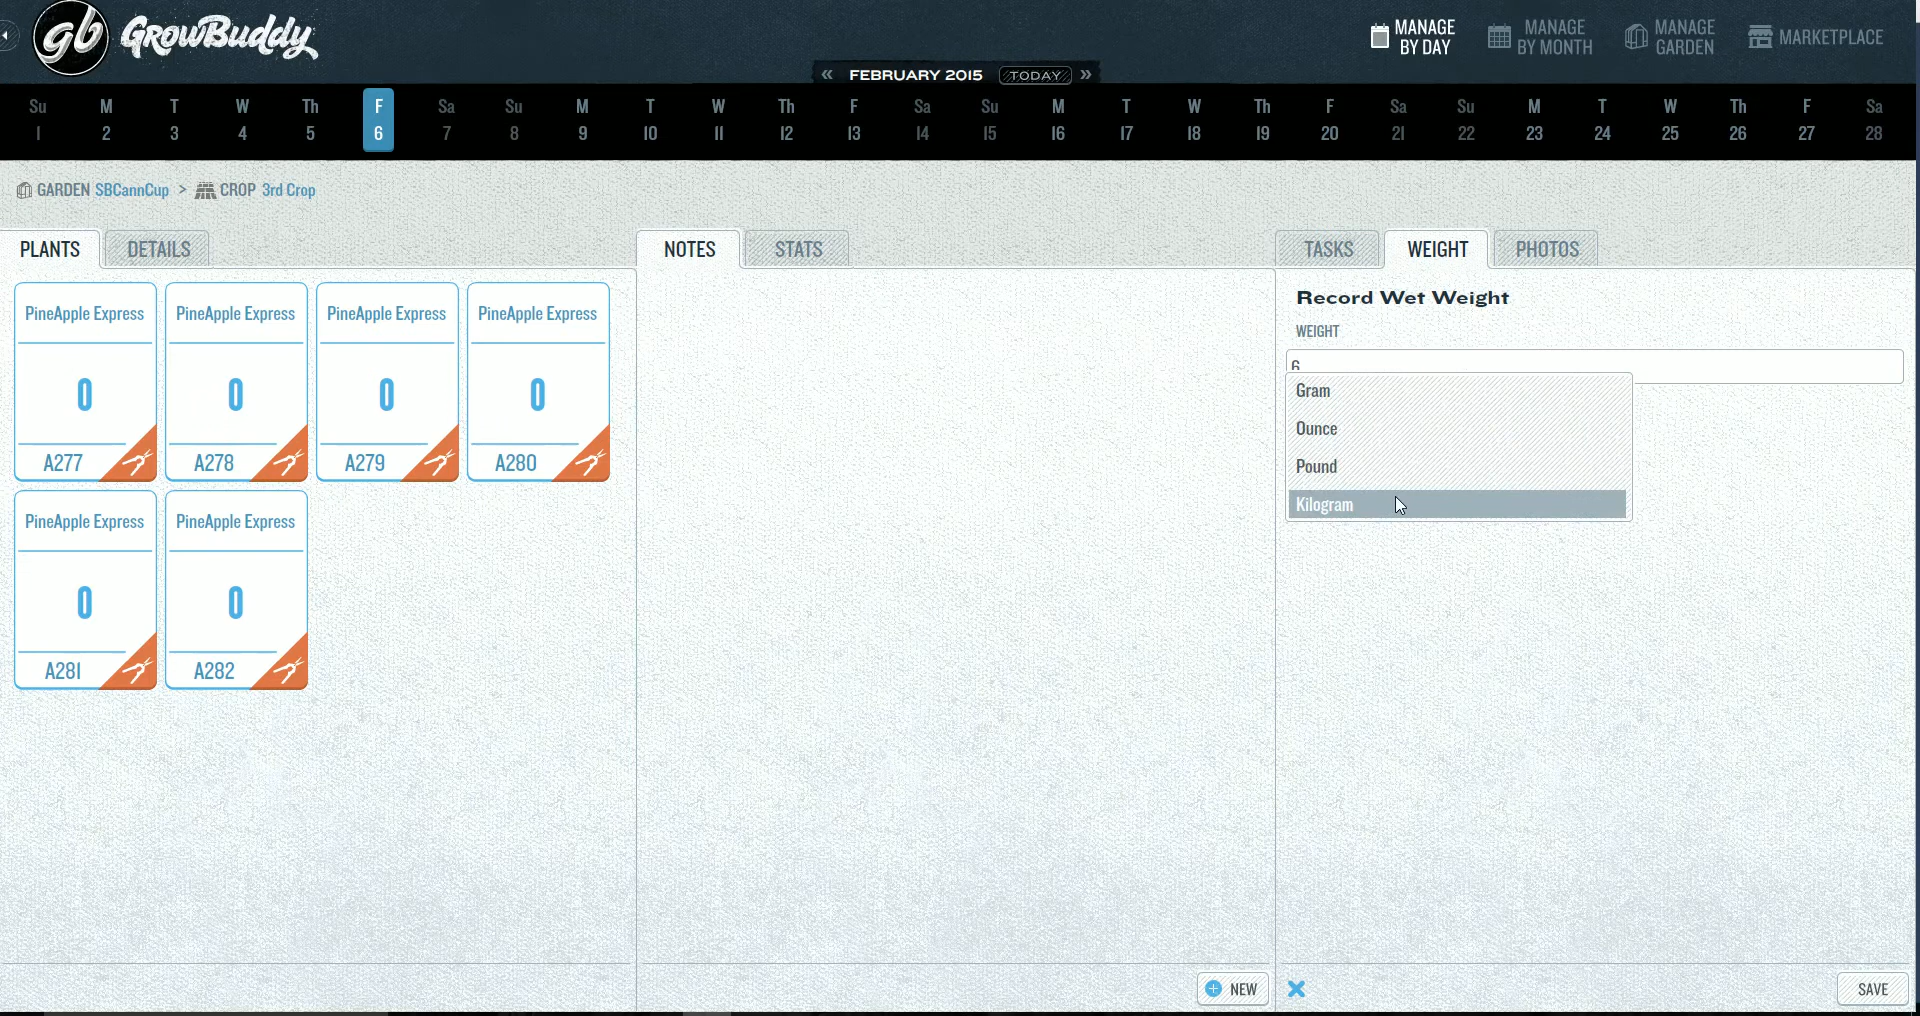 gb GrowBuddy
MANAGE BY DAY
MANAGE BY MONTH
MANAGE GARDEN
MARKETPLACE
« FEBRUARY 2015 TODAY »
Su M T W Th F Sa Su M T W Th F Sa Su M T W Th F Sa Su M T W Th F Sa
1 2 3 4 5 6 7 8 9 10 11 12 13 14 15 16 17 18 19 20 21 22 23 24 25 26 27 28
GARDEN SBCannCup > CROP 3rd Crop
PLANTS DETAILS
PineApple Express PineApple Express PineApple Express PineApple Express
0 0 0 0
A277 A278 A279 A280
PineApple Express PineApple Express
0 0
A281 A282
NOTES STATS
NEW
TASKS WEIGHT PHOTOS
Record Wet Weight
WEIGHT
6
Gram
Ounce
Pound
Kilogram
SAVE